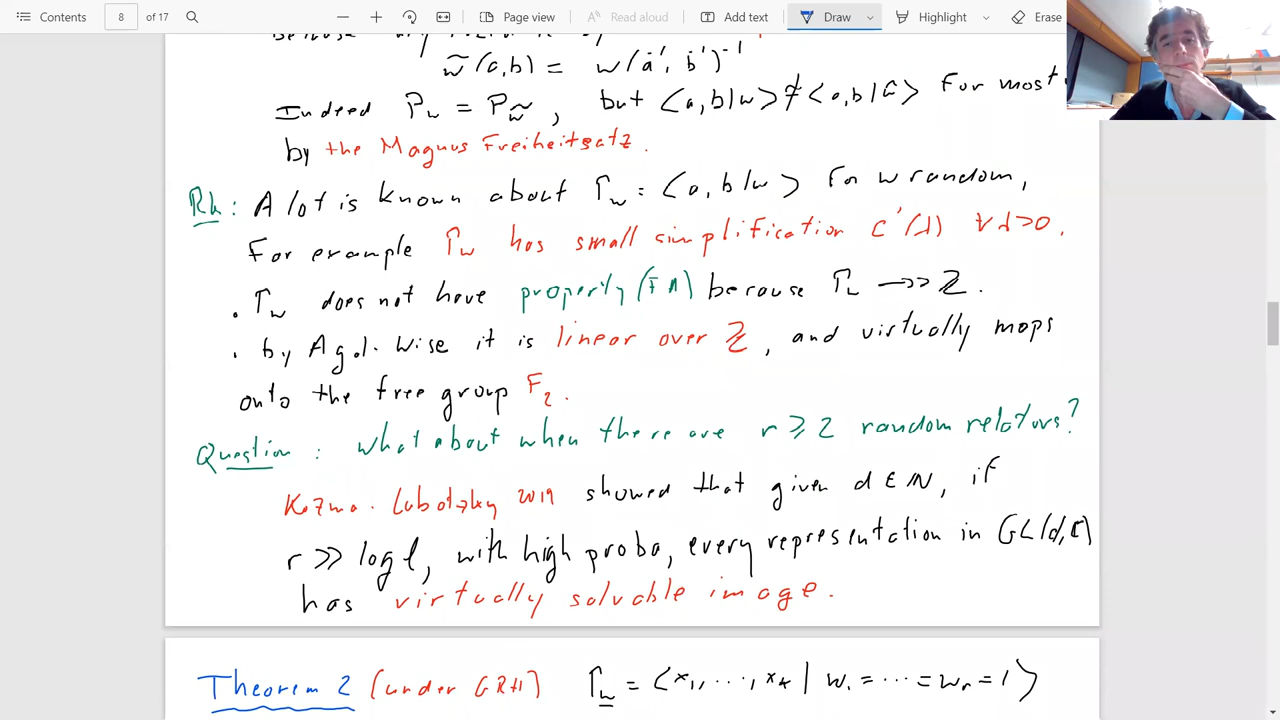 Contents 8 of 17 Page view Read aloud Add text Draw Highlight Erase
w̃(a,b) = w(a', b')⁻¹
Indeed P_w = P_w̃ , but <a, b|w> ≄ <a, b| > for most
by the Magnus Freiheitsatz .
Rk : A lot is known about Γ_w = <a, b|w> for w random,
For example Γ_w has small simplification C'(λ) ∀λ>0 .
. Γ_w does not have property (FA) because Γ_w ↠ ℤ .
. by Agol-Wise it is linear over ℤ , and virtually maps
onto the free group F₂ .
Question : what about when there are r ⩾ 2 random relators?
Kozma - Lubotzky 2019 showed that given d ∈ ℕ, if
r ≫ log ℓ, with high proba, every representation in GL(d,ℂ)
has virtually solvable image .
Theorem 2 (under GRH) Γ_w = <x₁, ..., x_k | w₁ = ... = w_r = 1>